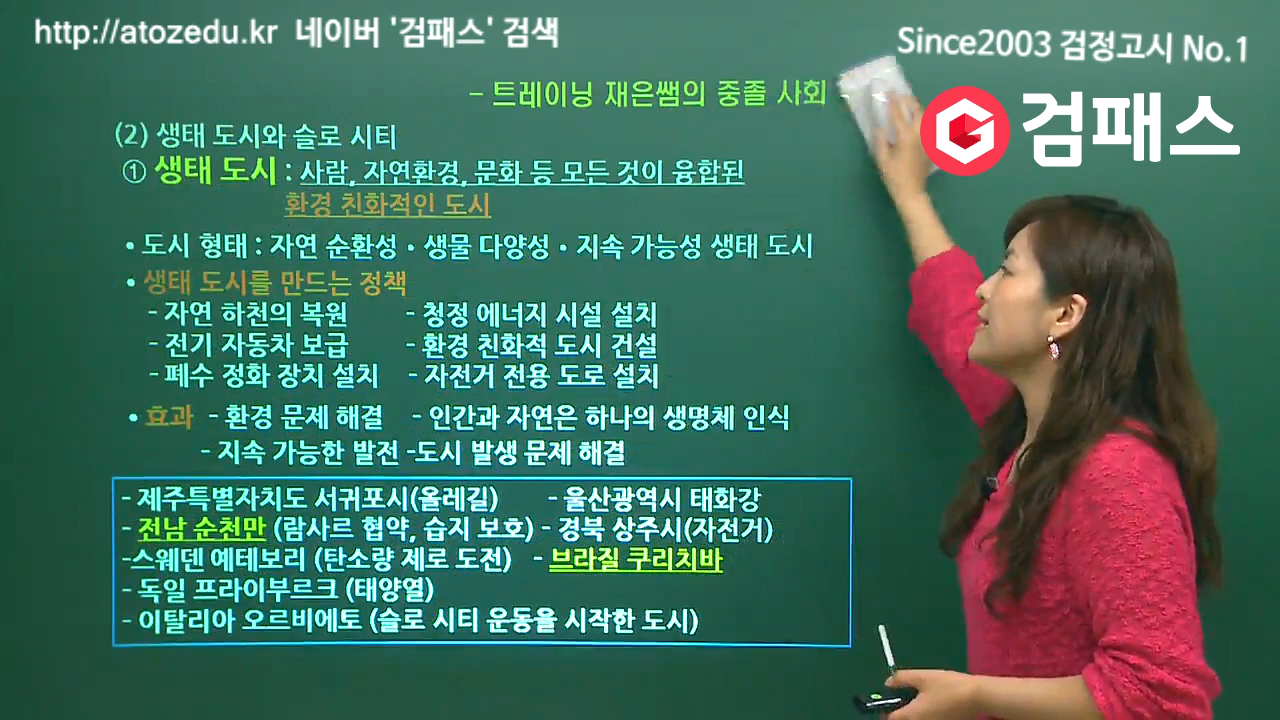 http://atozedu.kr 네이버 '검패스' 검색
Since2003 검정고시 No.1
검패스
- 트레이닝 재은쌤의 중졸 사회
(2) 생태 도시와 슬로 시티
① 생태 도시 : 사람, 자연환경, 문화 등 모든 것이 융합된
환경 친화적인 도시
• 도시 형태 : 자연 순환성 • 생물 다양성 • 지속 가능성 생태 도시
• 생태 도시를 만드는 정책
- 자연 하천의 복원 - 청정 에너지 시설 설치
- 전기 자동차 보급 - 환경 친화적 도시 건설
- 폐수 정화 장치 설치 - 자전거 전용 도로 설치
• 효과 - 환경 문제 해결 - 인간과 자연은 하나의 생명체 인식
- 지속 가능한 발전 -도시 발생 문제 해결
- 제주특별자치도 서귀포시(올레길) - 울산광역시 태화강
- 전남 순천만 (람사르 협약, 습지 보호) - 경북 상주시(자전거)
-스웨덴 예테보리 (탄소량 제로 도전) - 브라질 쿠리치바
- 독일 프라이부르크 (태양열)
- 이탈리아 오르비에토 (슬로 시티 운동을 시작한 도시)